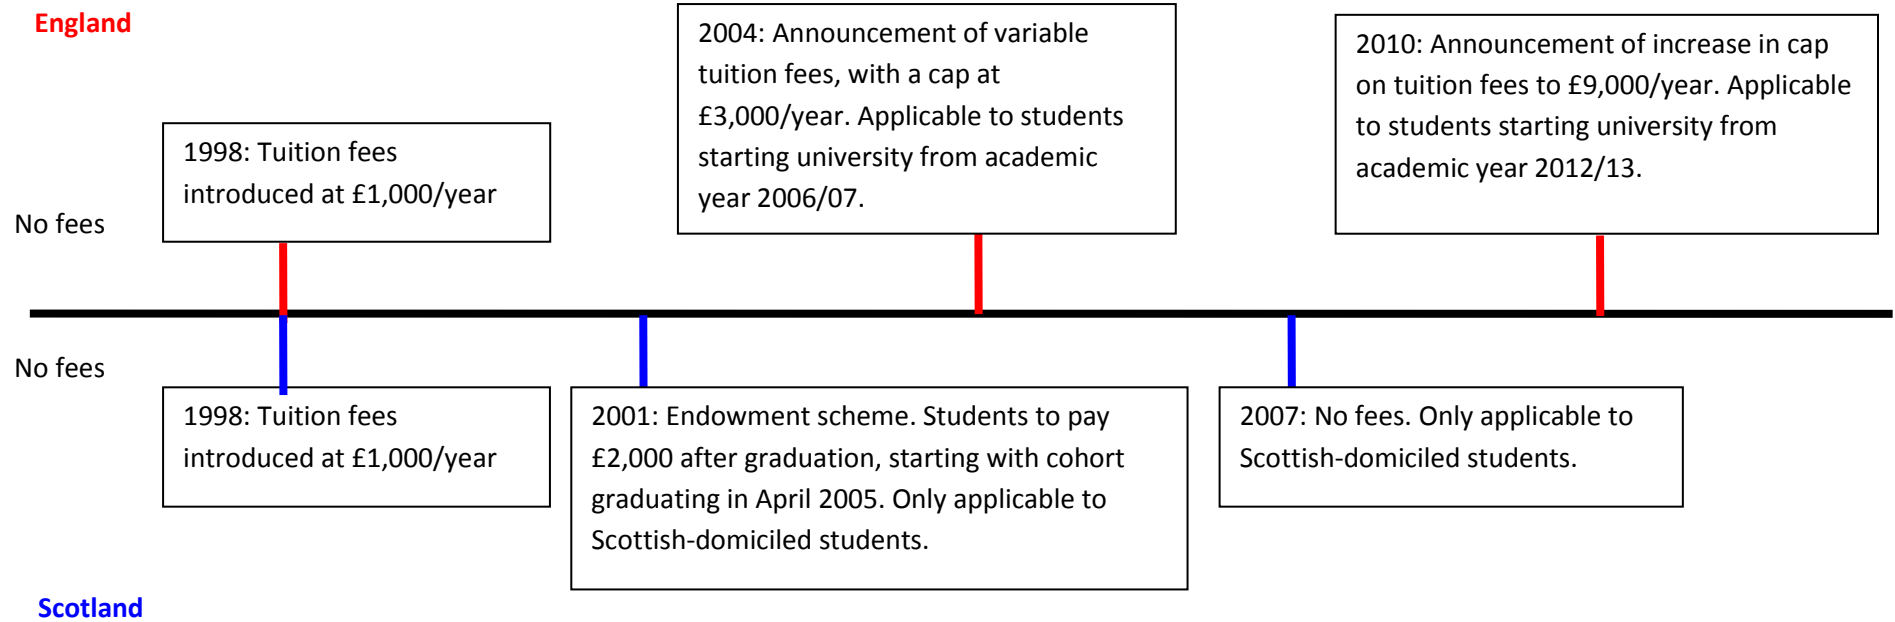 England
2004: Announcement of variable
tuition fees, with a cap at
£3,000/year. Applicable to students
starting university from academic
year 2006/07.
2010: Announcement of increase in cap
on tuition fees to £9,000/year. Applicable
to students starting university from
academic year 2012/13.
1998: Tuition fees
introduced at £1,000/year
No fees
No fees
1998: Tuition fees
introduced at £1,000/year
2001: Endowment scheme. Students to pay
£2,000 after graduation, starting with cohort
graduating in April 2005. Only applicable to
Scottish-domiciled students.
2007: No fees. Only applicable to
Scottish-domiciled students.
Scotland